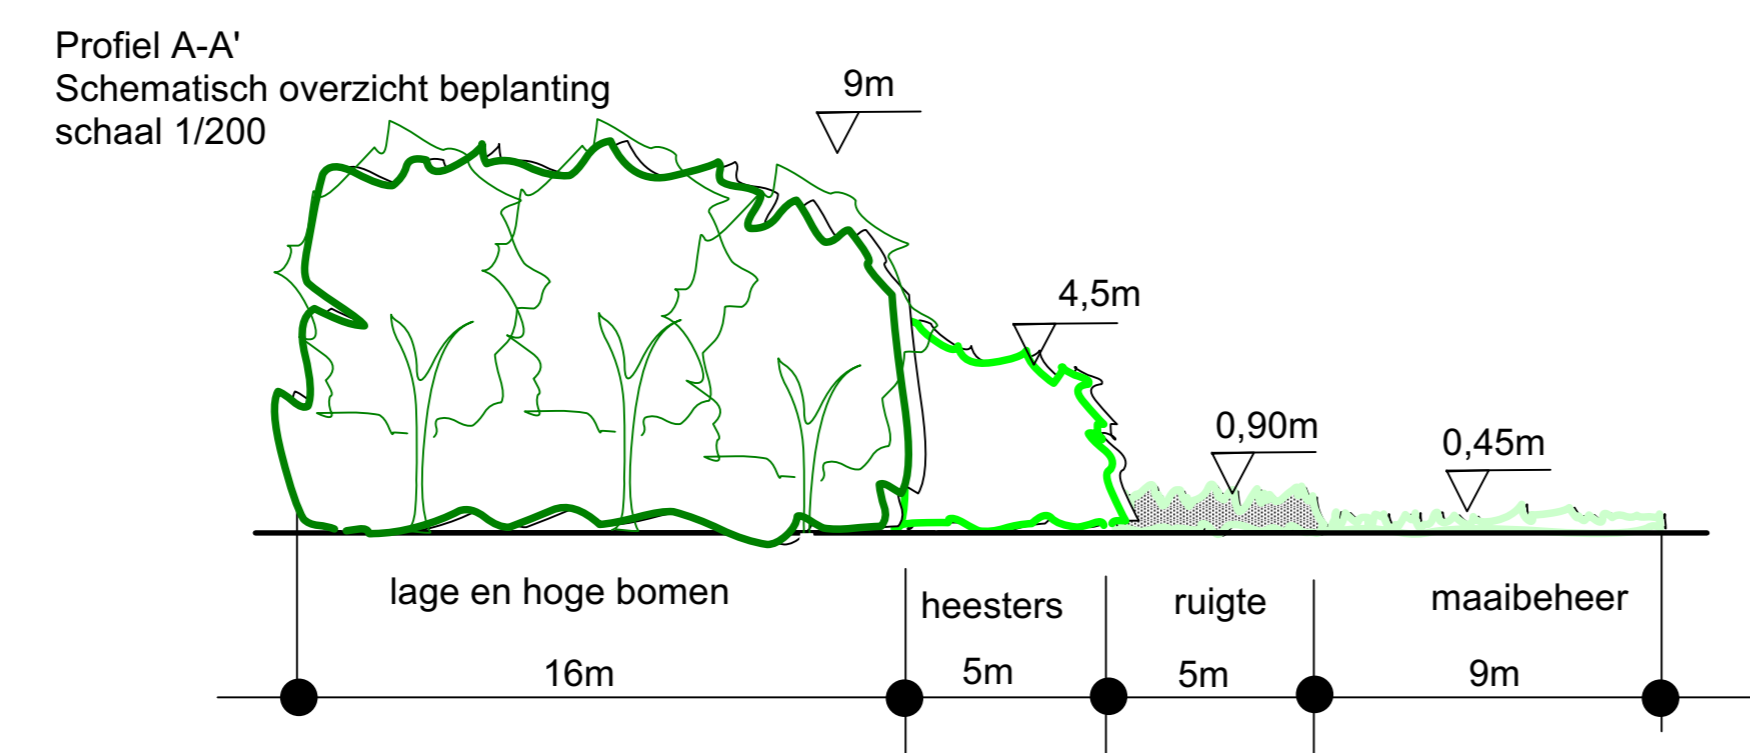 Profiel A-A'
Schematisch overzicht beplanting
schaal 1/200
9m
4,5m
0,90m
0,45m
lage en hoge bomen
heesters
ruigte
maaibeheer
16m
5m
5m
9m